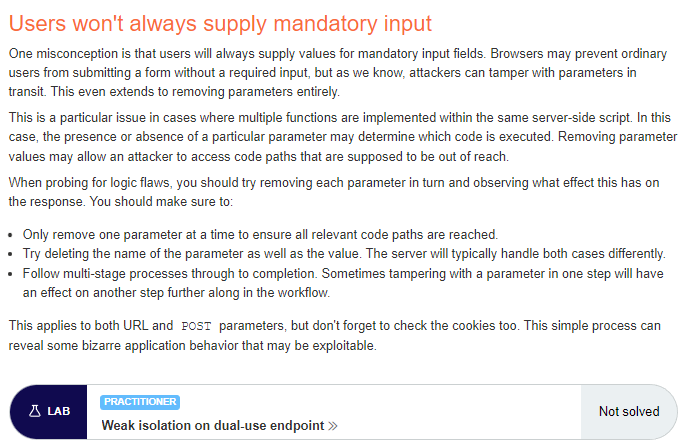 Users won't always supply mandatory input
One misconception is that users will always supply values for mandatory input fields. Browsers may prevent ordinary
users from submitting a form without a required input, but as we know, attackers can tamper with parameters in
transit. This even extends to removing parameters entirely.
This is a particular issue in cases where multiple functions are implemented within the same server-side script. In this
case, the presence or absence of a particular parameter may determine which code is executed. Removing parameter
values may allow an attacker to access code paths that are supposed to be out of reach.
When probing for logic flaws, you should try removing each parameter in turn and observing what effect this has on
the response. You should make sure to:
• Only remove one parameter at a time to ensure all relevant code paths are reached.
• Try deleting the name of the parameter as well as the value. The server will typically handle both cases differently.
• Follow multi-stage processes through to completion. Sometimes tampering with a parameter in one step will have
an effect on another step further along in the workflow.
This applies to both URL and POST parameters, but don't forget to check the cookies too. This simple process can
reveal some bizarre application behavior that may be exploitable.
LAB
PRACTITIONER
Weak isolation on dual-use endpoint »
Not solved